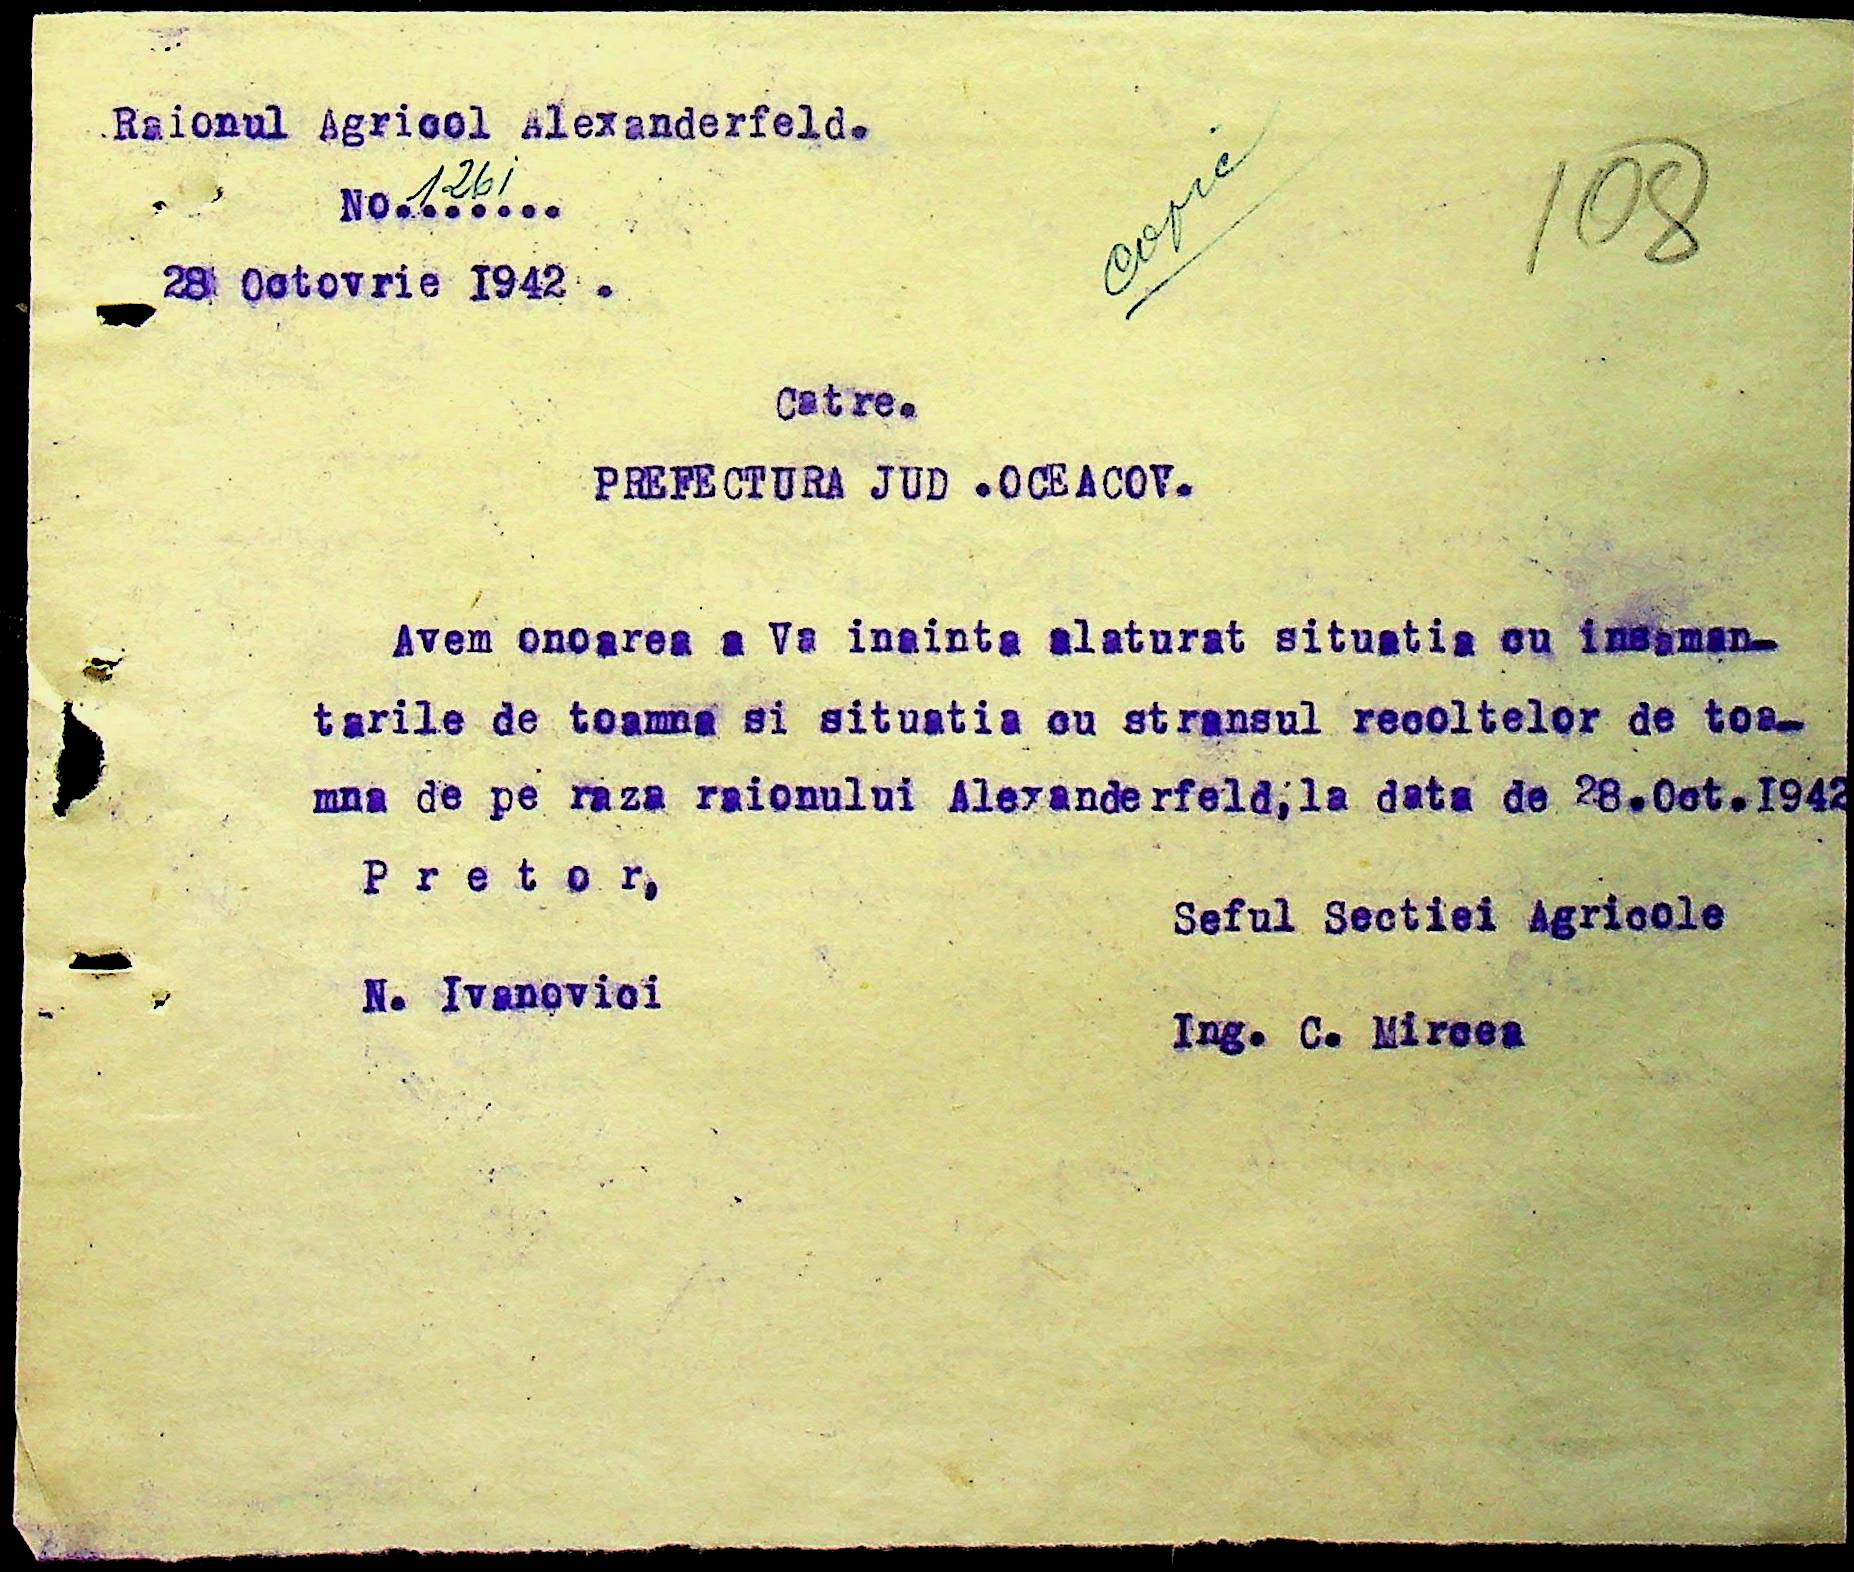 Raionul Agricol Alexanderfeld.
No.1261......
28 Octovrie I942 .
copie
108
Catre.
PREFECTURA JUD .OCEACOV.
Avem onoarea a Va inainta alaturat situatia cu insaman-
tarile de toamna si situatia cu stransul recoltelor de toa-
mna de pe raza raionului Alexanderfeld,la data de 28.Oct.I942
P r e t o r,
Seful Sectiei Agricole
N. Ivanovici
Ing. C. Mircea